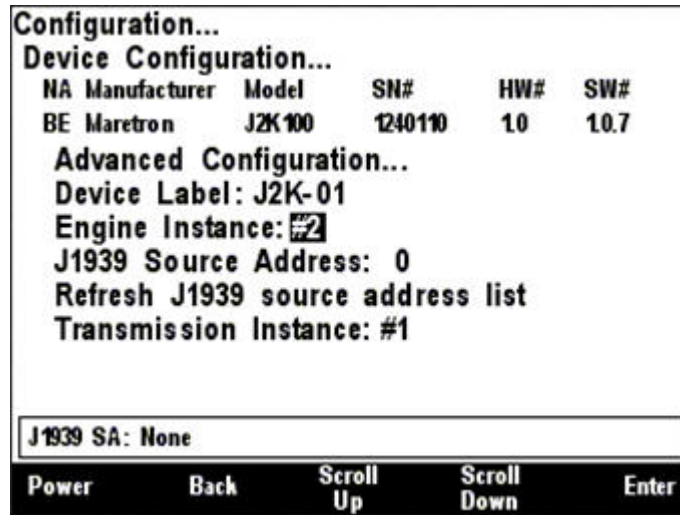 Configuration...
Device Configuration...
NA Manufacturer Model SN# HW# SW#
BE Maretron J2K100 1240110 1.0 1.0.7
Advanced Configuration...
Device Label: J2K-01
Engine Instance: #2
J1939 Source Address: 0
Refresh J1939 source address list
Transmission Instance: #1
J1939 SA: None
Power Back Scroll Up Scroll Down Enter